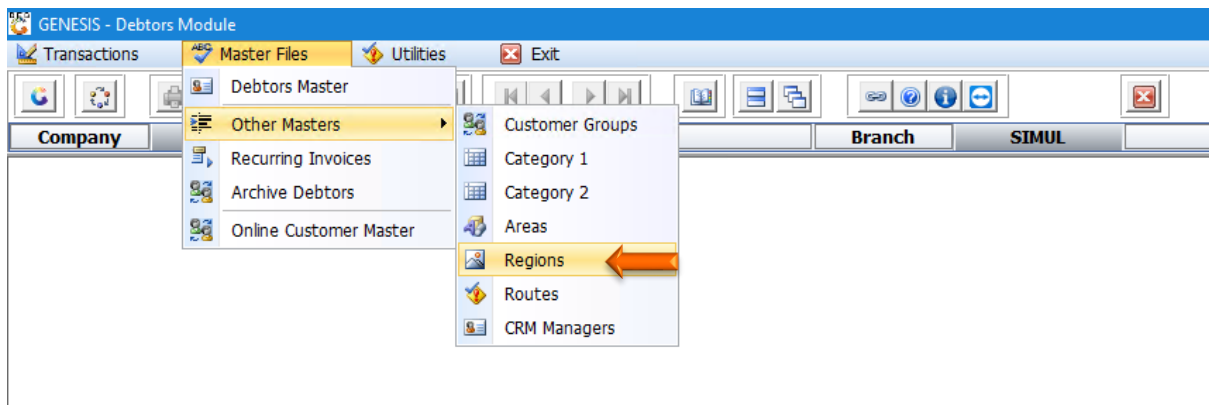 GENESIS - Debtors Module
Transactions Master Files Utilities Exit
Debtors Master
Other Masters
Recurring Invoices
Archive Debtors
Online Customer Master
Customer Groups
Category 1
Category 2
Areas
Regions
Routes
CRM Managers
Company Branch SIMUL